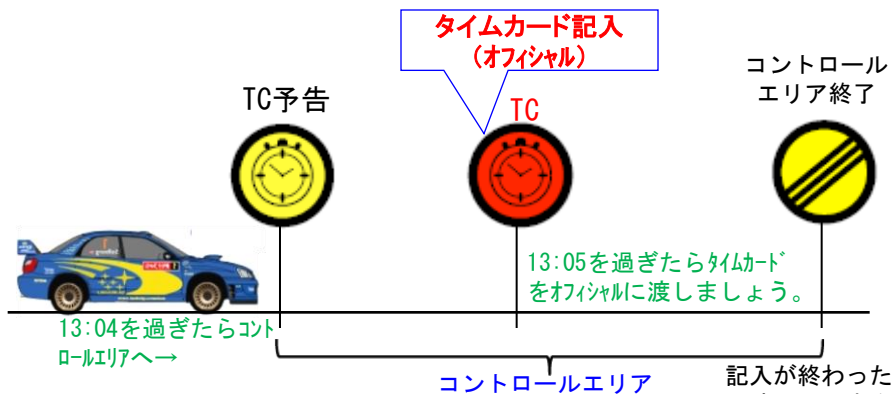 タイムカード記入
（オフィシャル）
コントロール
エリア終了
TC予告
TC
13:05を過ぎたらタイムカード
をオフィシャルに渡しましょう。
13:04を過ぎたらコント
ロールエリアへ→
コントロールエリア
記入が終わった